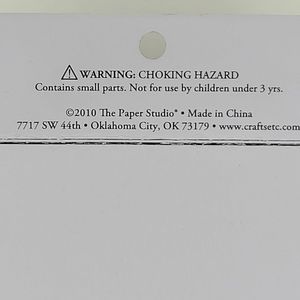 ⚠ WARNING: CHOKING HAZARD
Contains small parts. Not for use by children under 3 yrs.
©2010 The Paper Studio® • Made in China
7717 SW 44th • Oklahoma City, OK 73179 • www.craftsetc.com